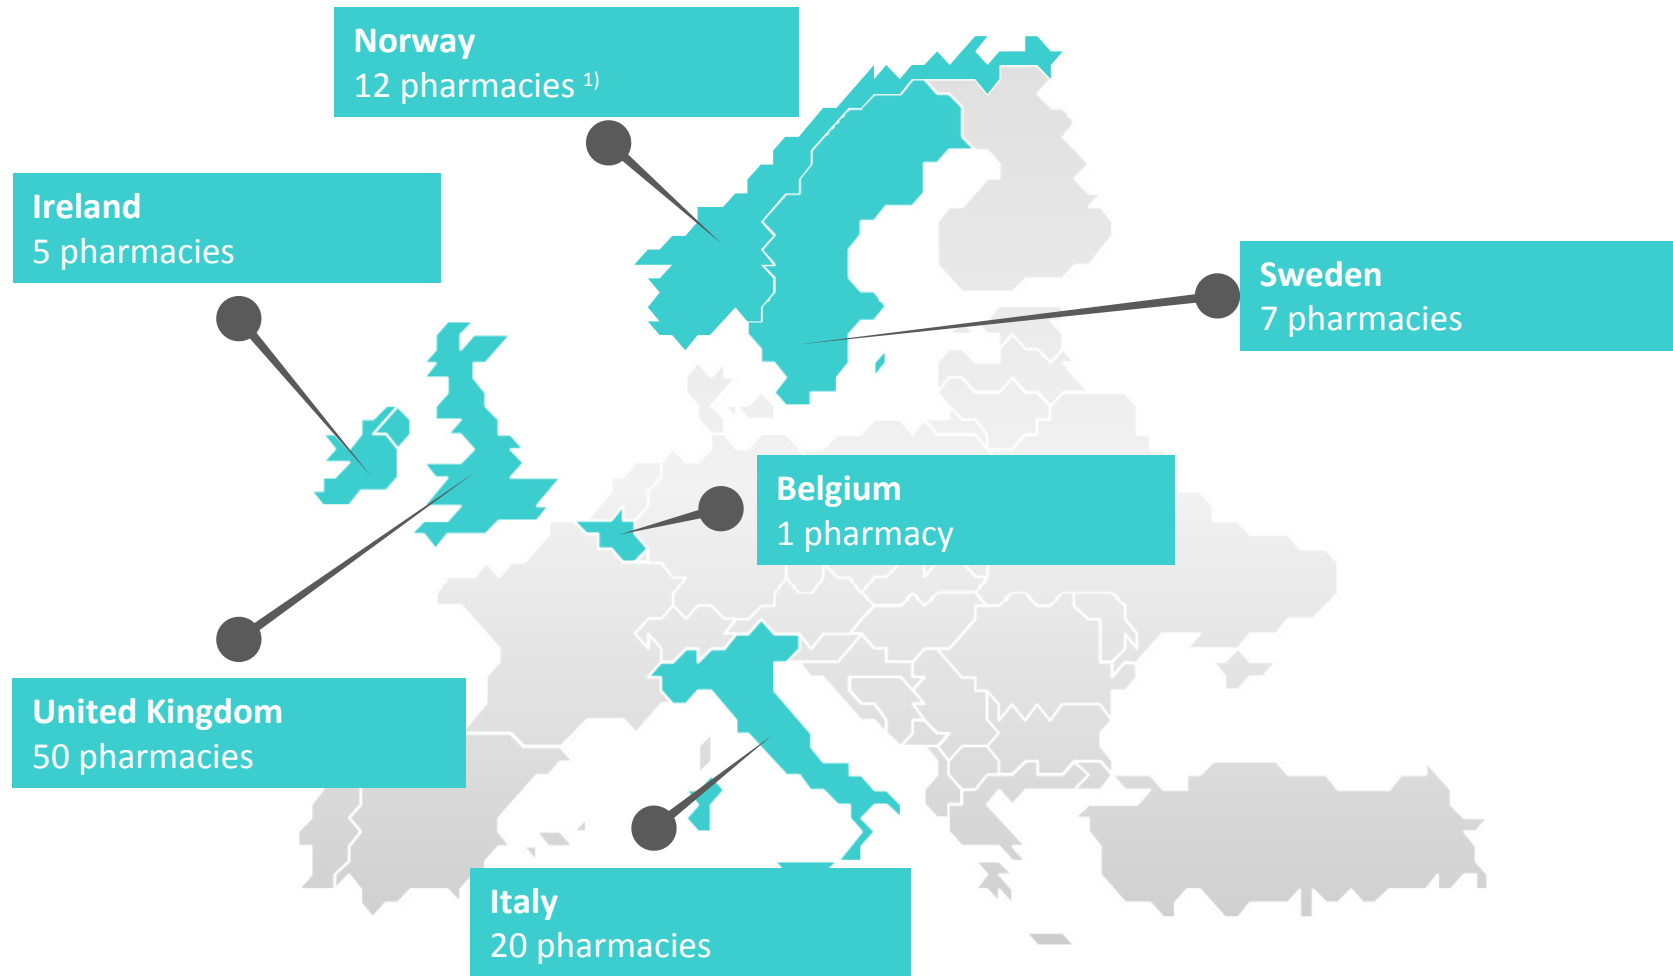 Norway
12 pharmacies 1)
Ireland
5 pharmacies
Sweden
7 pharmacies
Belgium
1 pharmacy
United Kingdom
50 pharmacies
Italy
20 pharmacies